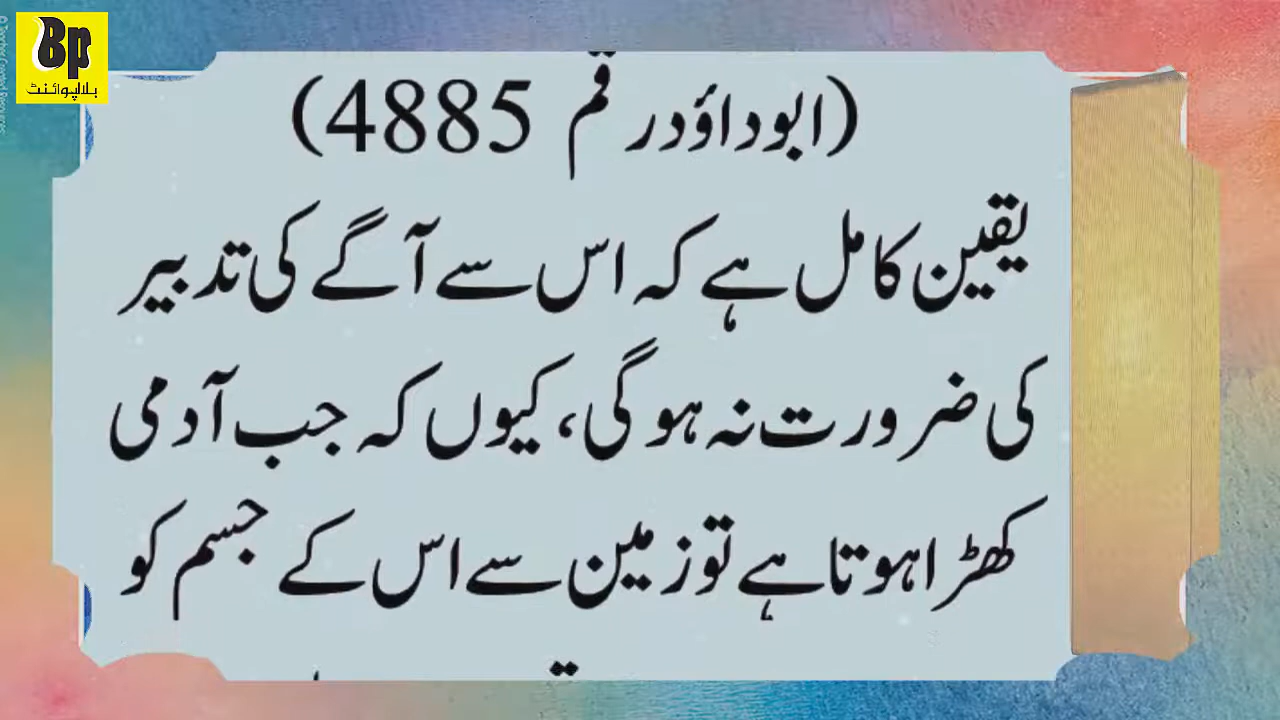 Bp
بلالپوائنٹ
(ابوداؤد رقم 4885)
یقین کامل ہے کہ اس سے آگے کی تدبیر
کی ضرورت نہ ہوگی، کیوں کہ جب آدمی
کھڑا ہوتا ہے تو زمین سے اس کے جسم کو